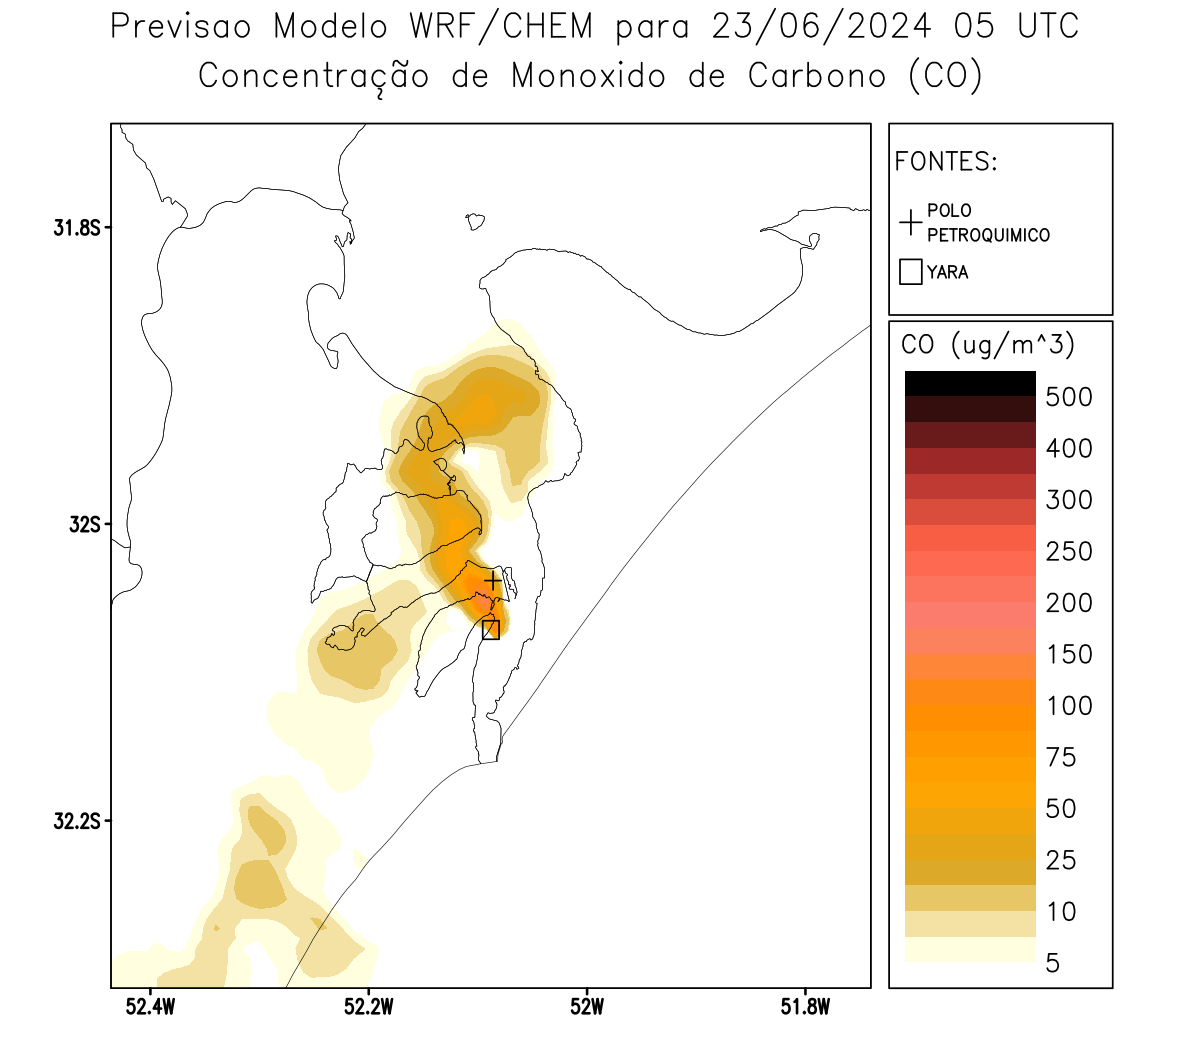 Previsao Modelo WRF/CHEM para 23/06/2024 05 UTC
Concentração de Monoxido de Carbono (CO)
FONTES:
POLO
PETROQUIMICO
YARA
CO (ug/m^3)
500
400
300
250
200
150
100
75
50
25
10
5
31.8S
32S
32.2S
52.4W
52.2W
52W
51.8W